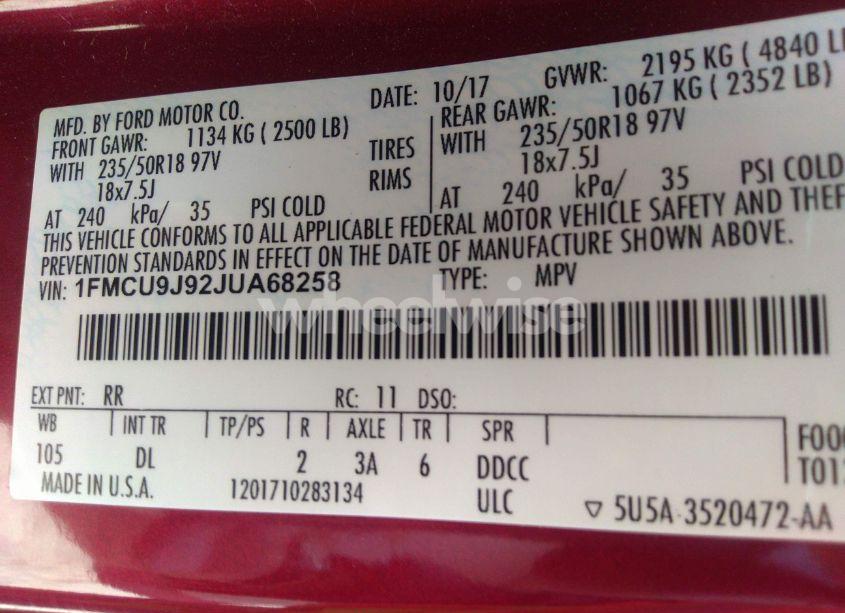 MFD. BY FORD MOTOR CO. DATE: 10/17 GVWR: 2195 KG ( 4840 L
FRONT GAWR: 1134 KG ( 2500 LB) REAR GAWR: 1067 KG ( 2352 LB)
WITH 235/50R18 97V TIRES WITH 235/50R18 97V
18x7.5J RIMS 18x7.5J
AT 240 kPa/ 35 PSI COLD AT 240 kPa/ 35 PSI COLD
THIS VEHICLE CONFORMS TO ALL APPLICABLE FEDERAL MOTOR VEHICLE SAFETY AND THEF
PREVENTION STANDARDS IN EFFECT ON THE DATE OF MANUFACTURE SHOWN ABOVE.
VIN: 1FMCU9J92JUA68258 TYPE: MPV
wheelwise
EXT PNT: RR RC: 11 DSO:
WB INT TR TP/PS R AXLE TR SPR
105 DL 2 3A 6 DDCC
MADE IN U.S.A. 1201710283134 ULC
F00
T01
5U5A-3520472-AA